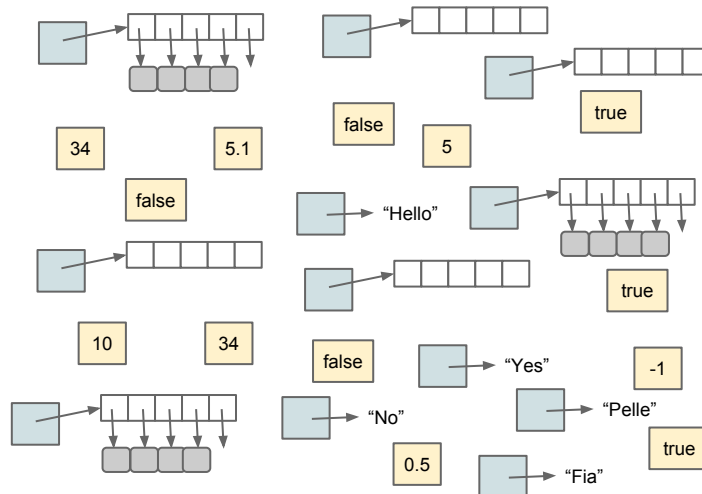 true
false
5
34
5.1
false
“Hello”
true
10
34
false
“Yes”
-1
“No”
“Pelle”
true
0.5
“Fia”